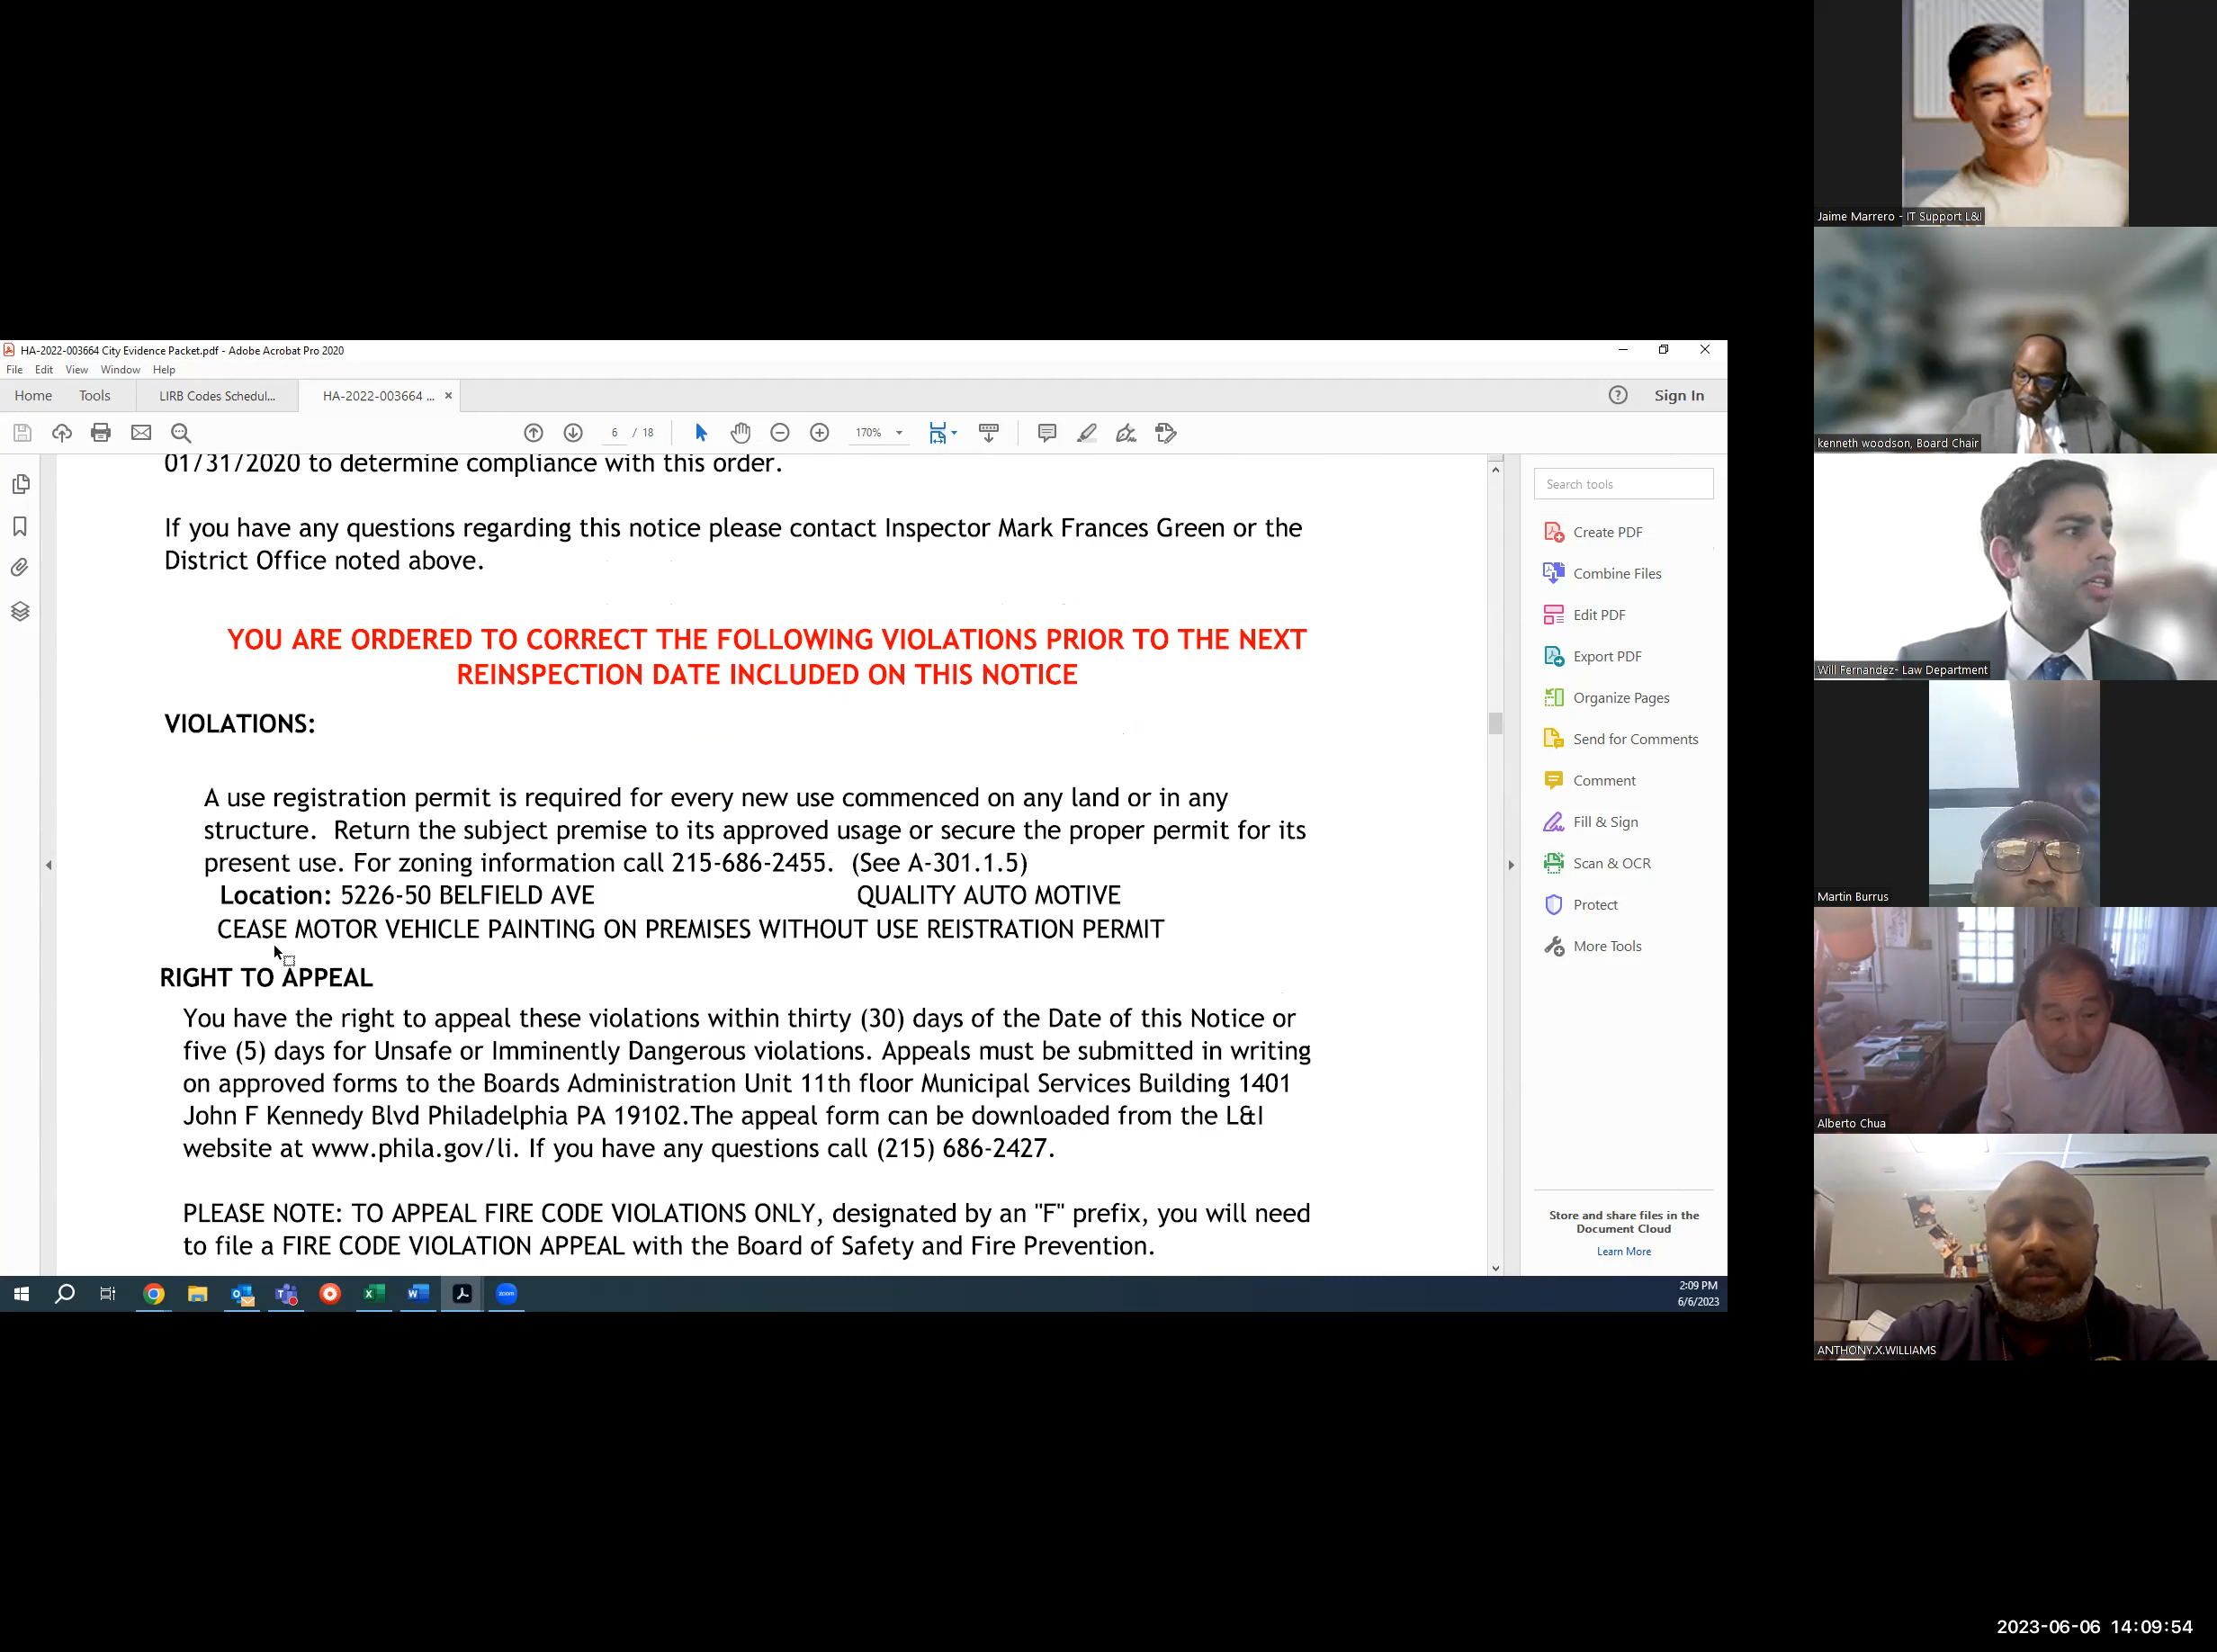 HA-2022-003664 City Evidence Packet.pdf - Adobe Acrobat Pro 2020
File Edit View Window Help
Home Tools LIRB Codes Schedul... HA-2022-003664 ... × ? Sign In
6 / 18 170%
01/31/2020 to determine compliance with this order.
If you have any questions regarding this notice please contact Inspector Mark Frances Green or the
District Office noted above.
YOU ARE ORDERED TO CORRECT THE FOLLOWING VIOLATIONS PRIOR TO THE NEXT
REINSPECTION DATE INCLUDED ON THIS NOTICE
VIOLATIONS:
A use registration permit is required for every new use commenced on any land or in any
structure. Return the subject premise to its approved usage or secure the proper permit for its
present use. For zoning information call 215-686-2455. (See A-301.1.5)
Location: 5226-50 BELFIELD AVE QUALITY AUTO MOTIVE
CEASE MOTOR VEHICLE PAINTING ON PREMISES WITHOUT USE REISTRATION PERMIT
RIGHT TO APPEAL
You have the right to appeal these violations within thirty (30) days of the Date of this Notice or
five (5) days for Unsafe or Imminently Dangerous violations. Appeals must be submitted in writing
on approved forms to the Boards Administration Unit 11th floor Municipal Services Building 1401
John F Kennedy Blvd Philadelphia PA 19102.The appeal form can be downloaded from the L&I
website at www.phila.gov/li. If you have any questions call (215) 686-2427.
PLEASE NOTE: TO APPEAL FIRE CODE VIOLATIONS ONLY, designated by an "F" prefix, you will need
to file a FIRE CODE VIOLATION APPEAL with the Board of Safety and Fire Prevention.
Search tools
Create PDF
Combine Files
Edit PDF
Export PDF
Organize Pages
Send for Comments
Comment
Fill & Sign
Scan & OCR
Protect
More Tools
Store and share files in the
Document Cloud
Learn More
zoom
2:09 PM
6/6/2023
Jaime Marrero - IT Support L&I
kenneth woodson, Board Chair
Will Fernandez- Law Department
Martin Burrus
Alberto Chua
ANTHONY.X.WILLIAMS
2023-06-06 14:09:54